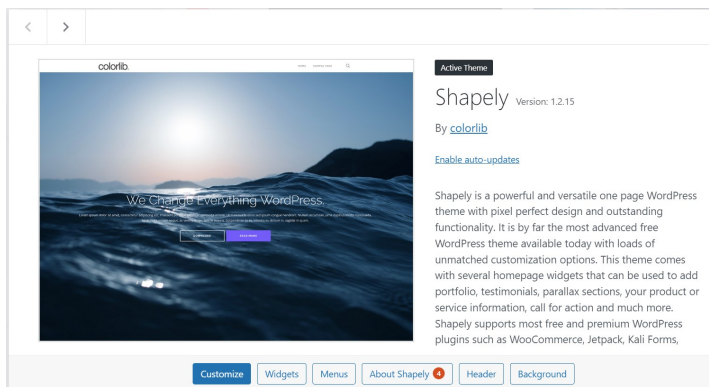 colorlib.
Active Theme
Shapely Version: 1.2.15
By colorlib
Enable auto-updates
We Change Everything WordPress.
DOWNLOAD
READ MORE
Shapely is a powerful and versatile one page WordPress
theme with pixel perfect design and outstanding
functionality. It is by far the most advanced free
WordPress theme available today with loads of
unmatched customization options. This theme comes
with several homepage widgets that can be used to add
portfolio, testimonials, parallax sections, your product or
service information, call for action and much more.
Shapely supports most free and premium WordPress
plugins such as WooCommerce, Jetpack, Kali Forms,
Customize Widgets Menus About Shapely 4 Header Background